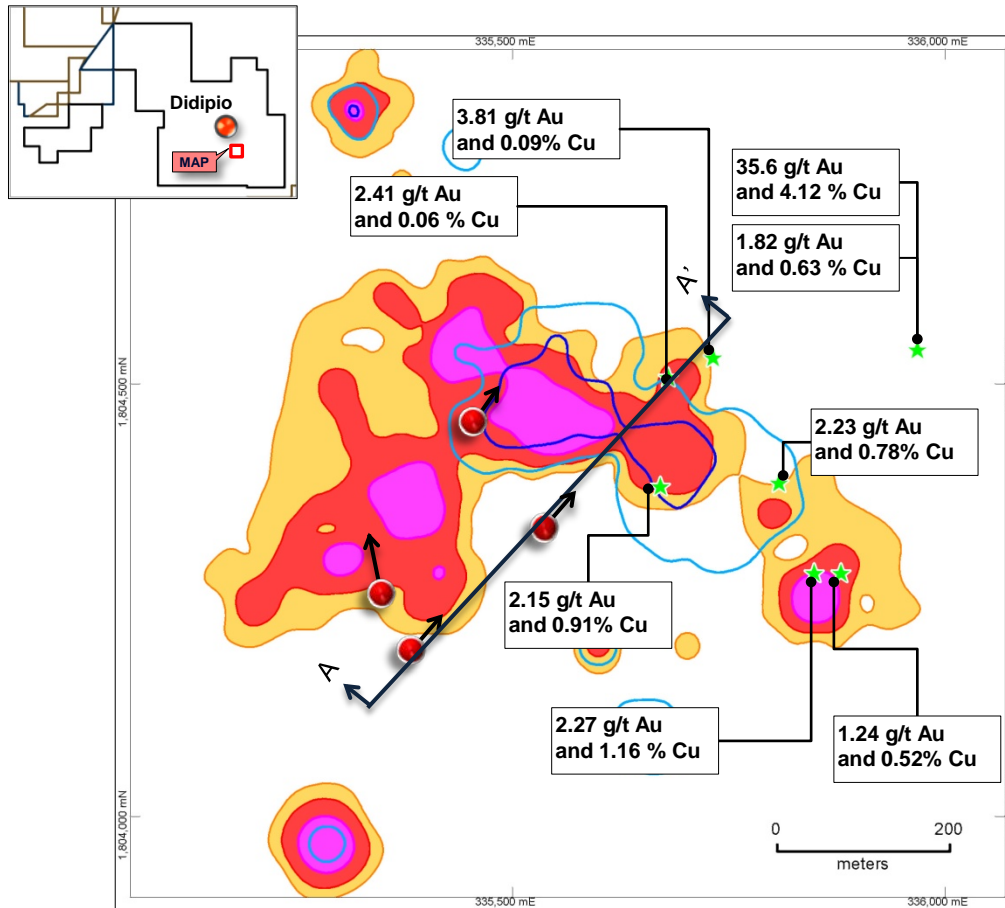 335,500 mE
336,000 mE
Didipio
MAP
3.81 g/t Au
and 0.09% Cu
35.6 g/t Au
and 4.12 % Cu
2.41 g/t Au
and 0.06 % Cu
1.82 g/t Au
and 0.63 % Cu
A’
1,804,500 mN
2.23 g/t Au
and 0.78% Cu
2.15 g/t Au
and 0.91% Cu
A
2.27 g/t Au
and 1.16 % Cu
1.24 g/t Au
and 0.52% Cu
1,804,000 mN
0
200
meters
335,500 mE
336,000 mE